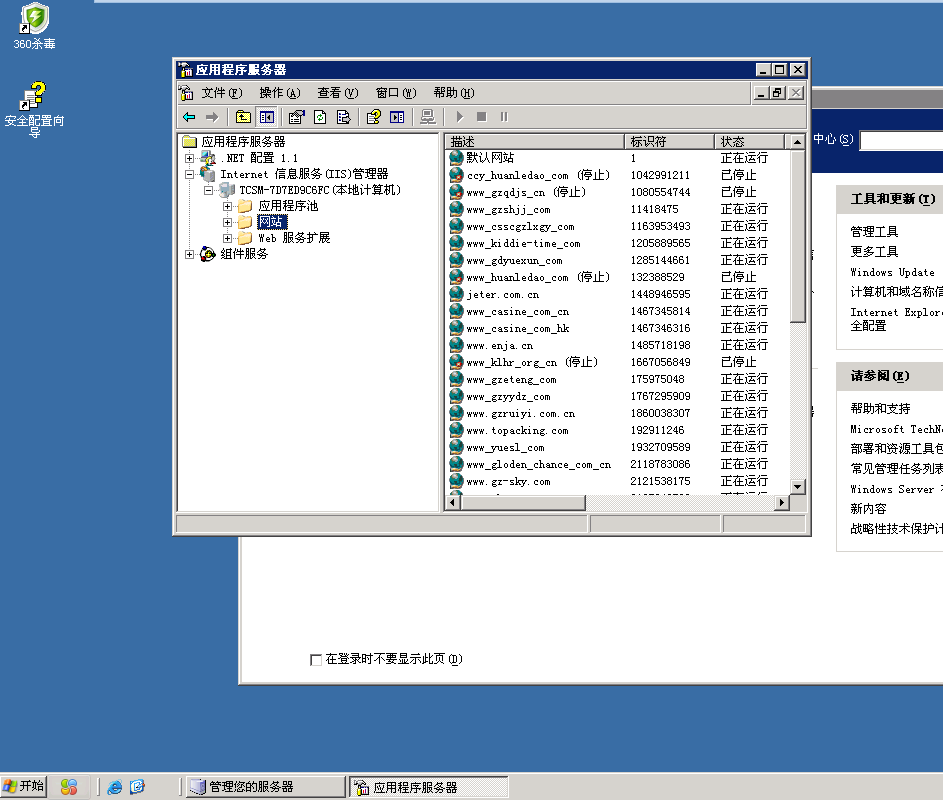 360杀毒
安全配置向
导
应用程序服务器
文件(F) 操作(A) 查看(V) 窗口(W) 帮助(H)
应用程序服务器
.NET 配置 1.1
Internet 信息服务(IIS)管理器
TCSM-7D7ED9C6FC(本地计算机)
应用程序池
网站
Web 服务扩展
组件服务
描述 标识符 状态
默认网站 1 正在运行
ccy_huanledao_com (停止) 1042991211 已停止
www_gzqdjs_cn (停止) 1080554744 已停止
www_gzshjj_com 11418475 正在运行
www_csscgzlxgy_com 1163953493 正在运行
www_kiddie-time_com 1205889565 正在运行
www_gdyuexun_com 1285144661 正在运行
www_huanledao_com (停止) 132388529 已停止
jeter.com.cn 1448946595 正在运行
www_casine_com_cn 1467345814 正在运行
www_casine_com_hk 1467346316 正在运行
www.enja.cn 1485718198 正在运行
www_klhr_org_cn (停止) 1667056849 已停止
www_gzeteng_com 175975048 正在运行
www_gzyydz_com 1767295909 正在运行
www.gzruiyi.com.cn 1860038307 正在运行
www.topacking.com 192911246 正在运行
www_yuesl_com 1932709589 正在运行
www_gloden_chance_com_cn 2118783086 正在运行
www.gz-sky.com 2121538175 正在运行
中心(S)
工具和更新(T)
管理工具
更多工具
Windows Update
计算机和域名称信
Internet Explore
全配置
请参阅(E)
帮助和支持
Microsoft TechNe
部署和资源工具包
常见管理任务列表
Windows Server
新内容
战略性技术保护计
在登录时不要显示此页(D)
开始
管理您的服务器
应用程序服务器